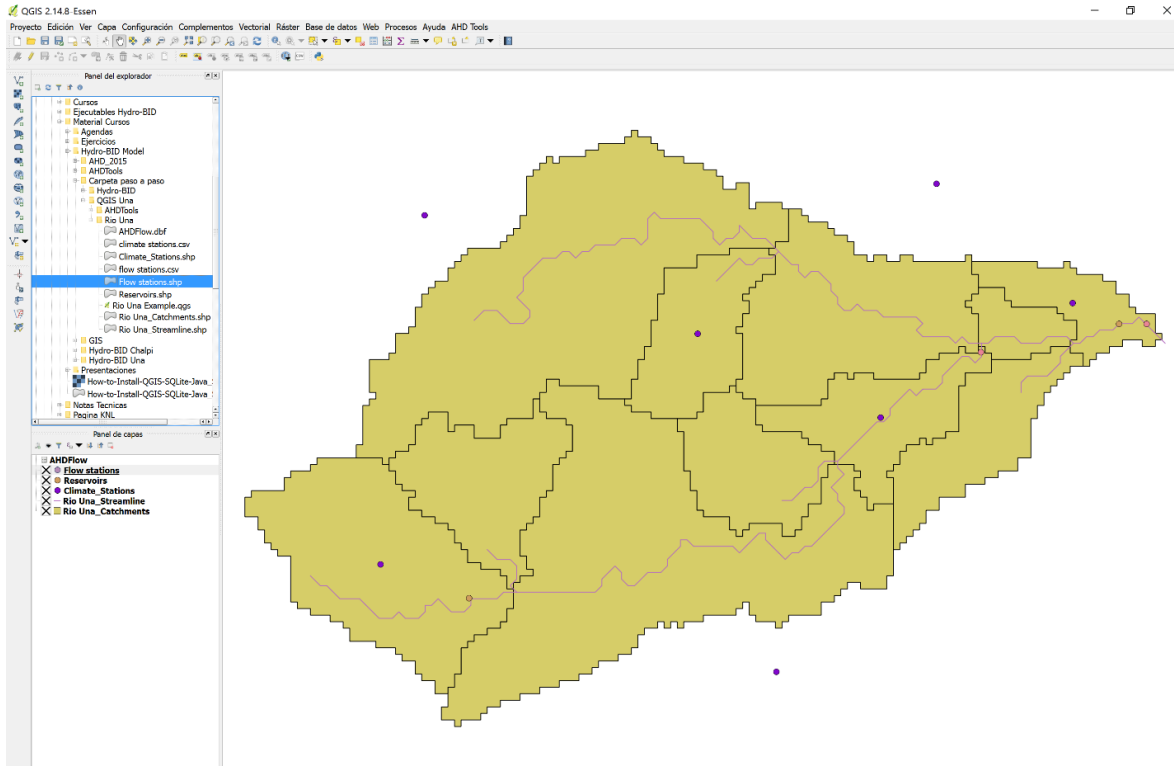 QGIS 2.14.8-Essen
Proyecto Edición Ver Capa Configuración Complementos Vectorial Ráster Base de datos Web Procesos Ayuda AHD Tools
Panel del explorador
Cursos
Ejecutables Hydro-BID
Material Cursos
Agendas
Ejercicios
Hydro-BID Model
AHD_2015
AHDTools
Carpeta paso a paso
Hydro-BID
QGIS Una
AHDTools
Rio Una
AHDFlow.dbf
climate stations.csv
Climate_Stations.shp
flow stations.csv
Flow stations.shp
Reservoirs.shp
Rio Una Example.qgs
Rio Una_Catchments.shp
Rio Una_Streamline.shp
GIS
Hydro-BID Chalpi
Hydro-BID Una
Presentaciones
How-to-Install-QGIS-SQLite-Java_
How-to-Install-QGIS-SQLite-Java
Notas Tecnicas
Pagina KNL
Panel de capas
AHDFlow
Flow stations
Reservoirs
Climate_Stations
Rio Una_Streamline
Rio Una_Catchments